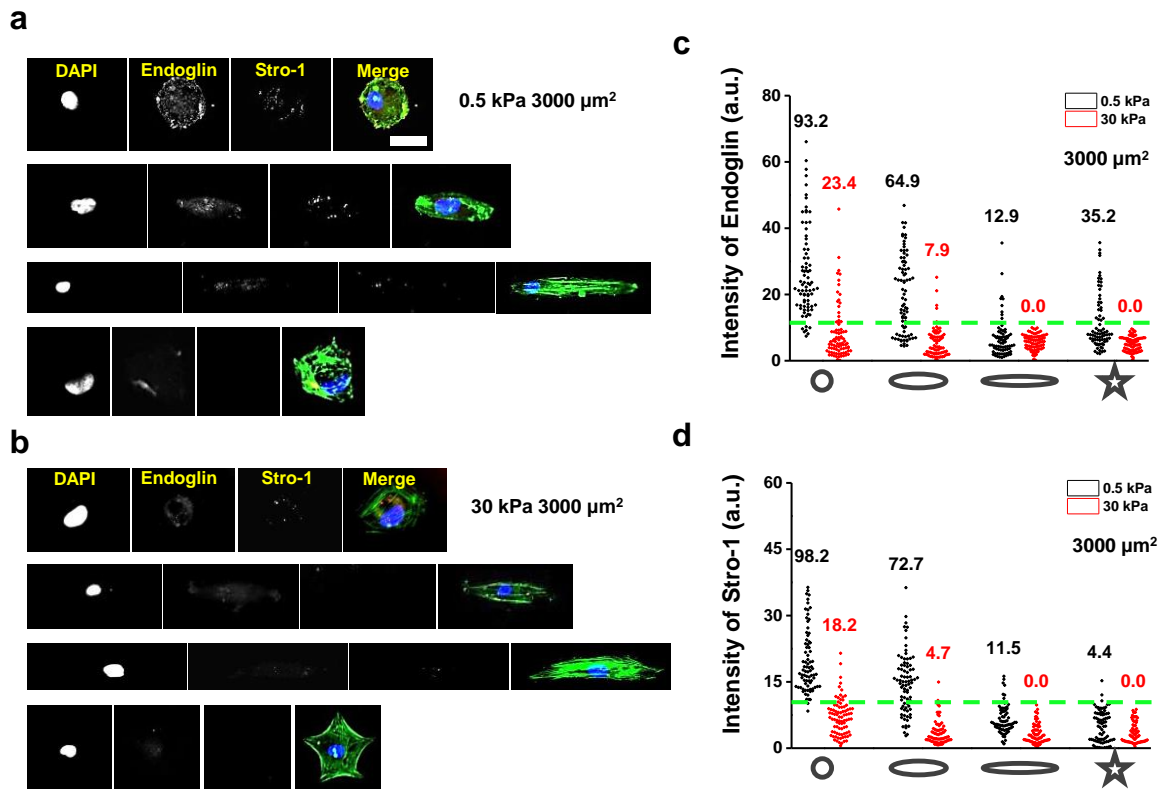 a
DAPI Endoglin Stro-1 Merge
0.5 kPa 3000 µm²
b
DAPI Endoglin Stro-1 Merge
30 kPa 3000 µm²
c
Intensity of Endoglin (a.u.)
80
60
40
20
0
0.5 kPa
30 kPa
3000 µm²
93.2 23.4 64.9 7.9 12.9 0.0 35.2 0.0
d
Intensity of Stro-1 (a.u.)
60
45
30
15
0
0.5 kPa
30 kPa
3000 µm²
98.2 18.2 72.7 4.7 11.5 0.0 4.4 0.0